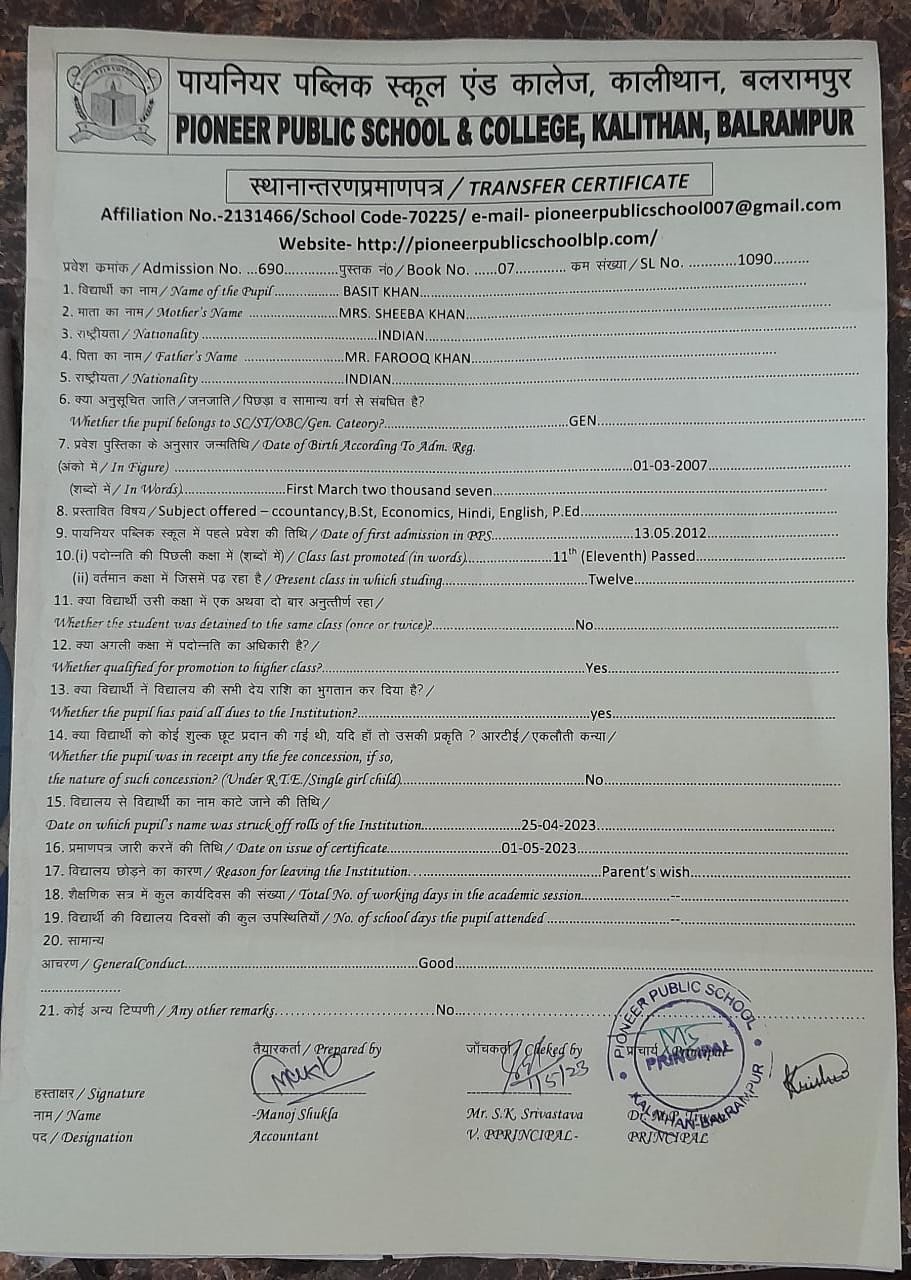 पायनियर पब्लिक स्कूल एंड कालेज, कालीथान, बलरामपुर
PIONEER PUBLIC SCHOOL & COLLEGE, KALITHAN, BALRAMPUR
स्थानान्तरणप्रमाणपत्र / TRANSFER CERTIFICATE
Affiliation No.-2131466/School Code-70225/ e-mail- pioneerpublicschool007@gmail.com
Website- http://pioneerpublicschoolblp.com/
प्रवेश कमांक/Admission No. ...690.............पुस्तक नं0/Book No. ......07............ कम संख्या/SL No. ............1090.........
1. विद्यार्थी का नाम/Name of the Pupil................BASIT KHAN................
2. माता का नाम/Mother's Name ......................MRS. SHEEBA KHAN................
3. राष्ट्रीयता/Nationality................INDIAN................
4. पिता का नाम/Father's Name ......................MR. FAROOQ KHAN................
5. राष्ट्रीयता/Nationality................INDIAN................
6. क्या अनुसूचित जाति/जनजाति/पिछड़ा व सामान्य वर्ग से संबधित है?
Whether the pupil belongs to SC/ST/OBC/Gen. Cateory?................GEN................
7. प्रवेश पुस्तिका के अनुसार जन्मतिथि/Date of Birth According To Adm. Reg.
(अंको में/In Figure) ................01-03-2007................
(शब्दों में/In Words)................First March two thousand seven................
8. प्रस्तावित विषय/Subject offered – ccountancy,B.St, Economics, Hindi, English, P.Ed................
9. पायनियर पब्लिक स्कूल में पहले प्रवेश की तिथि/Date of first admission in PPS................13.05.2012................
10.(i) पदोन्नति की पिछली कक्षा में (शब्दों में)/Class last promoted (in words)................11th (Eleventh) Passed................
(ii) वर्तमान कक्षा में जिसमें पढ़ रहा है/Present class in which studing................Twelve................
11. क्या विद्यार्थी उसी कक्षा में एक अथवा दो बार अनुत्तीर्ण रहा/
Whether the student was detained to the same class (once or twice)?................No................
12. क्या अगली कक्षा में पदोन्नति का अधिकारी है?/
Whether qualified for promotion to higher class?................Yes................
13. क्या विद्यार्थी नें विद्यालय की सभी देय राशि का भुगतान कर दिया है?/
Whether the pupil has paid all dues to the Institution?................yes................
14. क्या विद्यार्थी को कोई शुल्क छूट प्रदान की गई थी, यदि हाँ तो उसकी प्रकृति ? आरटीई/एकलौती कन्या/
Whether the pupil was in receipt any the fee concession, if so,
the nature of such concession? (Under R.T.E./Single girl child)................No................
15. विद्यालय से विद्यार्थी का नाम काटे जाने की तिथि/
Date on which pupil's name was struck off rolls of the Institution................25-04-2023................
16. प्रमाणपत्र जारी करनें की तिथि/Date on issue of certificate................01-05-2023................
17. विद्यालय छोड़ने का कारण/Reason for leaving the Institution................Parent's wish................
18. शैक्षणिक सत्र में कुल कार्यदिवस की संख्या/Total No. of working days in the academic session................--................
19. विद्यार्थी की विद्यालय दिवसों की कुल उपस्थितियाँ/No. of school days the pupil attended ................--................
20. सामान्य
आचरण/GeneralConduct................Good................
......................
21. कोई अन्य टिप्पणी/Any other remarks................No................
तैयारकर्ता/Prepared by जाँचकर्ता/Cheked by प्राचार्य/Principal
1/5/23
PIONEER PUBLIC SCHOOL
PRINCIPAL
KALITHAN-BALRAMPUR
हस्ताक्षर/Signature
नाम/Name -Manoj Shukla Mr. S.K. Srivastava
पद/Designation Accountant V. PPRINCIPAL- PRINCIPAL